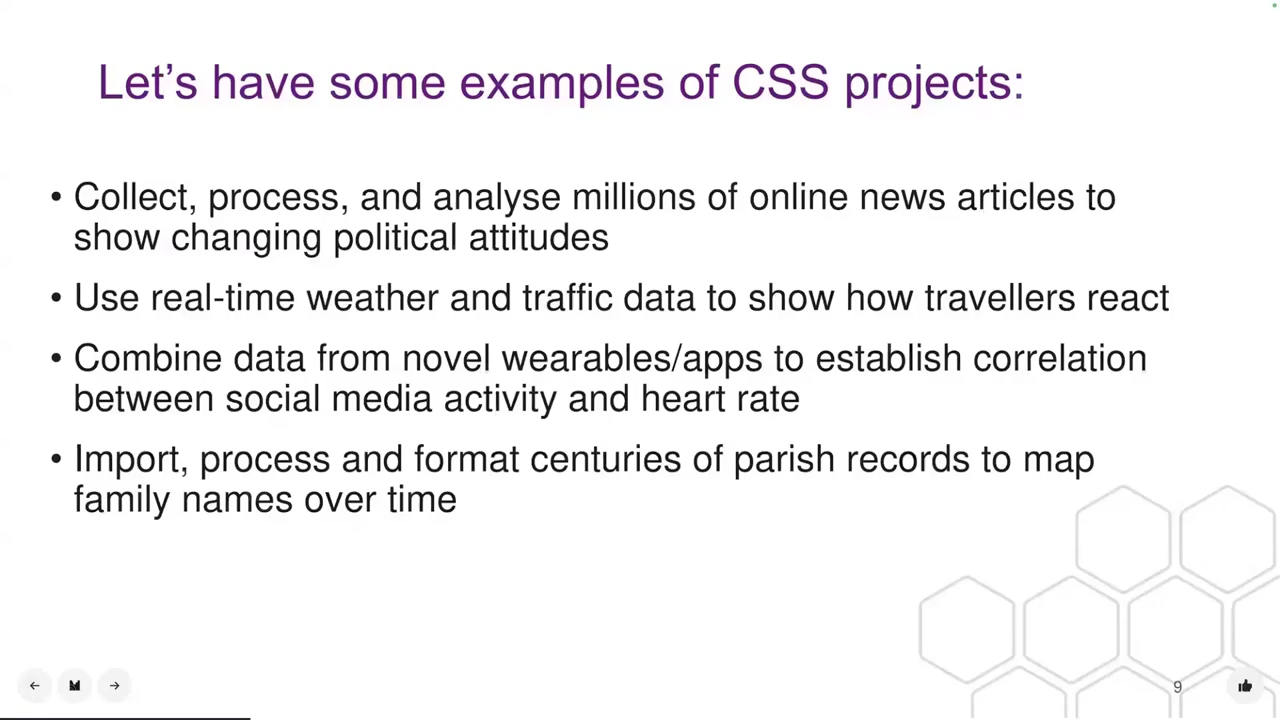 Let’s have some examples of CSS projects:
• Collect, process, and analyse millions of online news articles to
show changing political attitudes
• Use real-time weather and traffic data to show how travellers react
• Combine data from novel wearables/apps to establish correlation
between social media activity and heart rate
• Import, process and format centuries of parish records to map
family names over time
9